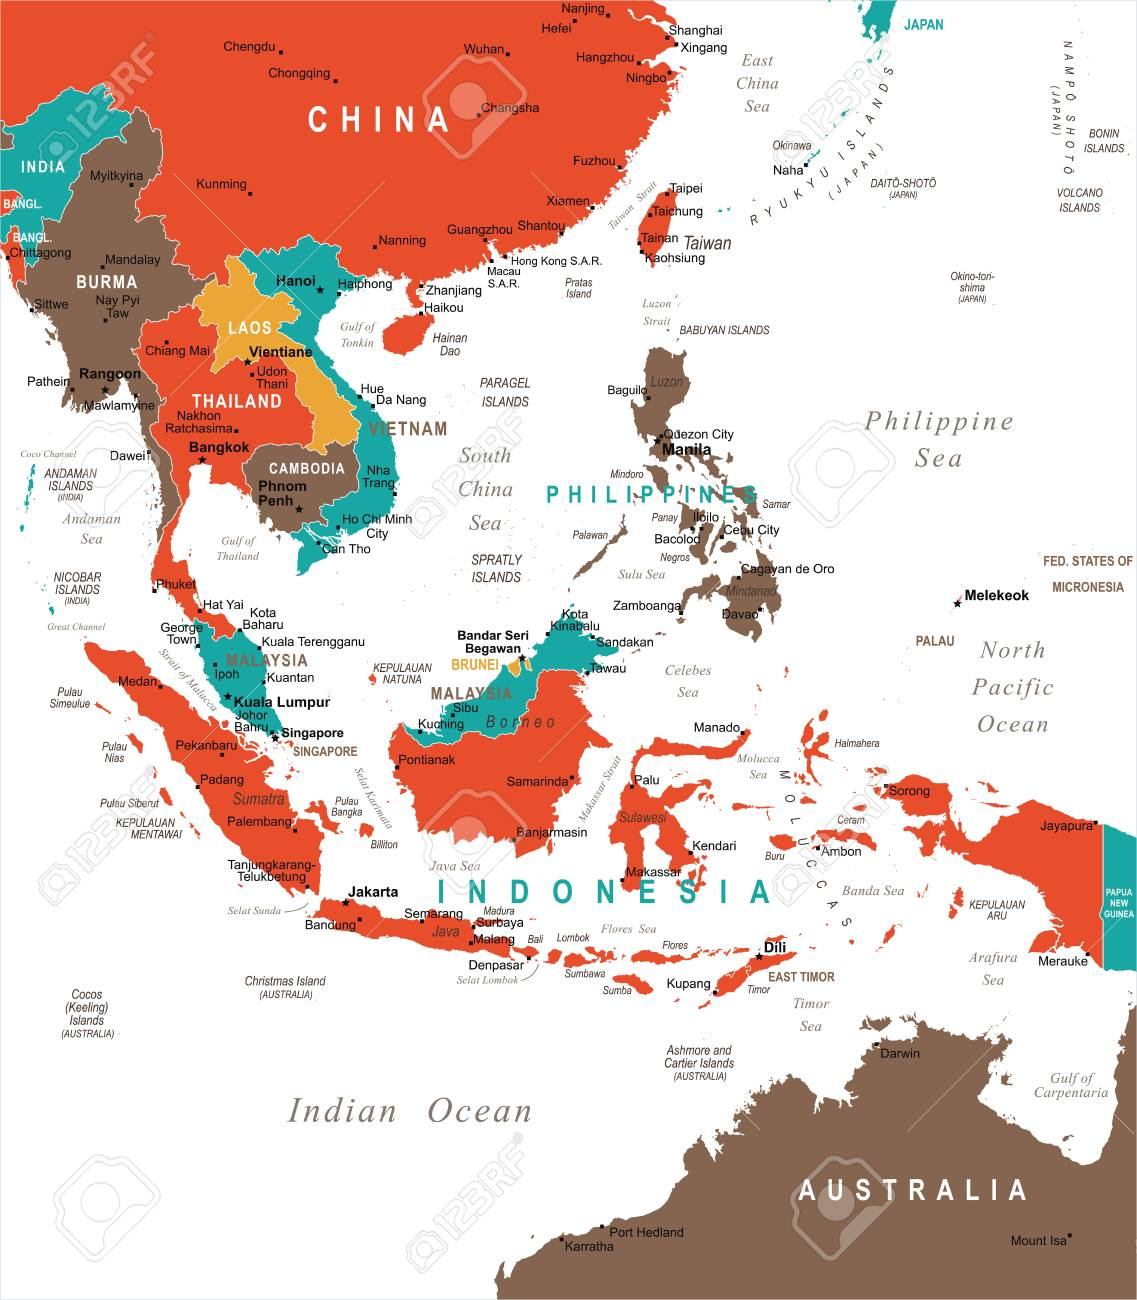 Nanjing
Hefei
Shanghai
Xingang
Chengdu
Wuhan
Hangzhou
Chongqing
Ningbo
CHINA
Changsha
East
China
Sea
JAPAN
NAMPŌ SHOTŌ
(JAPAN)
BONIN
ISLANDS
VOLCANO
ISLANDS
Okinawa
Naha
RYUKYU ISLANDS
(JAPAN)
DAITŌ-SHOTŌ
(JAPAN)
Okino-tori-
shima
(JAPAN)
INDIA
BANGL.
BANGL.
Chittagong
Myitkyina
Kunming
Fuzhou
Xiamen
Taiwan Strait
Taipei
Taichung
Tainan
Taiwan
Kaohsiung
Nanning
Guangzhou
Shantou
Hong Kong S.A.R.
Macau
S.A.R.
Pratas
Island
Mandalay
BURMA
Nay Pyi
Taw
Sittwe
Hanoi
Haiphong
Zhanjiang
Haikou
Hainan
Dao
Gulf of
Tonkin
Luzon
Strait
BABUYAN ISLANDS
LAOS
Chiang Mai
Vientiane
Udon
Thani
Pathein
Rangoon
Mawlamyine
THAILAND
Nakhon
Ratchasima
Bangkok
Hue
Da Nang
VIETNAM
PARAGEL
ISLANDS
Baguilo
Luzon
Quezon City
Manila
Philippine
Sea
Coco Channel
ANDAMAN
ISLANDS
(INDIA)
Andaman
Sea
Dawei
CAMBODIA
Phnom
Penh
Nha
Trang
Ho Chi Minh
City
Can Tho
South
China
Sea
Mindoro
PHILIPPINES
Samar
Panay
Iloilo
Bacolod
Cebu City
Negros
Palawan
Gulf of
Thailand
SPRATLY
ISLANDS
Sulu Sea
Cagayan de Oro
Mindanao
Zamboanga
Davao
FED. STATES OF
MICRONESIA
Melekeok
PALAU
NICOBAR
ISLANDS
(INDIA)
Great Channel
Phuket
Hat Yai
Kota
Baharu
George
Town
Kuala Terengganu
MALAYSIA
Ipoh
Kuantan
Strait of Malacca
Kuala Lumpur
Johor
Bahru
Singapore
SINGAPORE
KEPULAUAN
NATUNA
Bandar Seri
Begawan
BRUNEI
Kota
Kinabalu
Sandakan
Tawau
MALAYSIA
Sibu
Kuching
Borneo
Celebes
Sea
North
Pacific
Ocean
Medan
Pulau
Simeulue
Pulau
Nias
Pekanbaru
Padang
Pulau Siberut
KEPULAUAN
MENTAWAI
Sumatra
Palembang
Pulau
Bangka
Billiton
Selat Karimata
Pontianak
Samarinda
Banjarmasin
Makassar Strait
Manado
Molucca
Sea
Halmahera
MOLUCCAS
Palu
Sulawesi
Kendari
Makassar
Sorong
Ceram
Buru
Ambon
Jayapura
PAPUA
NEW
GUINEA
Tanjungkarang-
Telukbetung
Java Sea
INDONESIA
Banda Sea
KEPULAUAN
ARU
Jakarta
Selat Sunda
Bandung
Semarang
Madura
Surbaya
Java
Malang
Bali
Lombok
Flores Sea
Flores
Denpasar
Selat Lombok
Sumbawa
Sumba
Dili
EAST TIMOR
Kupang
Timor
Timor
Sea
Arafura
Sea
Merauke
Christmas Island
(AUSTRALIA)
Cocos
(Keeling)
Islands
(AUSTRALIA)
Ashmore and
Cartier Islands
(AUSTRALIA)
Darwin
Gulf of
Carpentaria
Indian Ocean
AUSTRALIA
Port Hedland
Karratha
Mount Isa
123RF